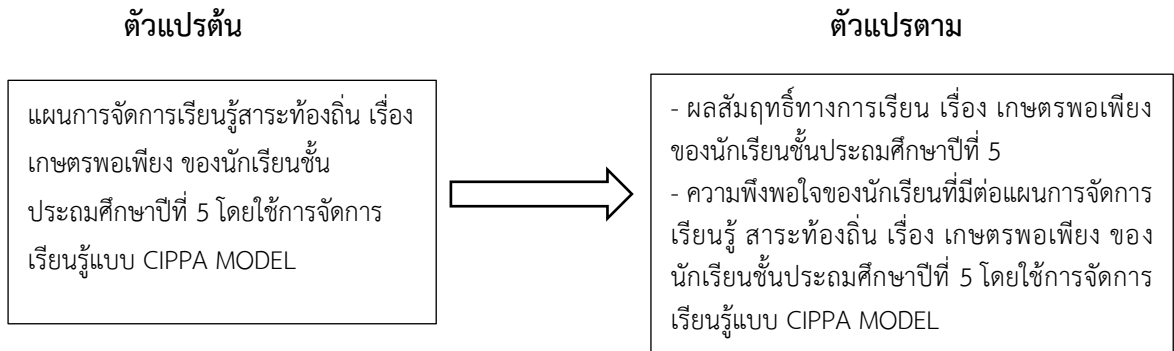 ตัวแปรต้น
แผนการจัดการเรียนรู้สาระท้องถิ่น เรื่อง
เกษตรพอเพียง ของนักเรียนชั้น
ประถมศึกษาปีที่ 5 โดยใช้การจัดการ
เรียนรู้แบบ CIPPA MODEL
ตัวแปรตาม
- ผลสัมฤทธิ์ทางการเรียน เรื่อง เกษตรพอเพียง
ของนักเรียนชั้นประถมศึกษาปีที่ 5
- ความพึงพอใจของนักเรียนที่มีต่อแผนการจัดการ
เรียนรู้ สาระท้องถิ่น เรื่อง เกษตรพอเพียง ของ
นักเรียนชั้นประถมศึกษาปีที่ 5 โดยใช้การจัดการ
เรียนรู้แบบ CIPPA MODEL